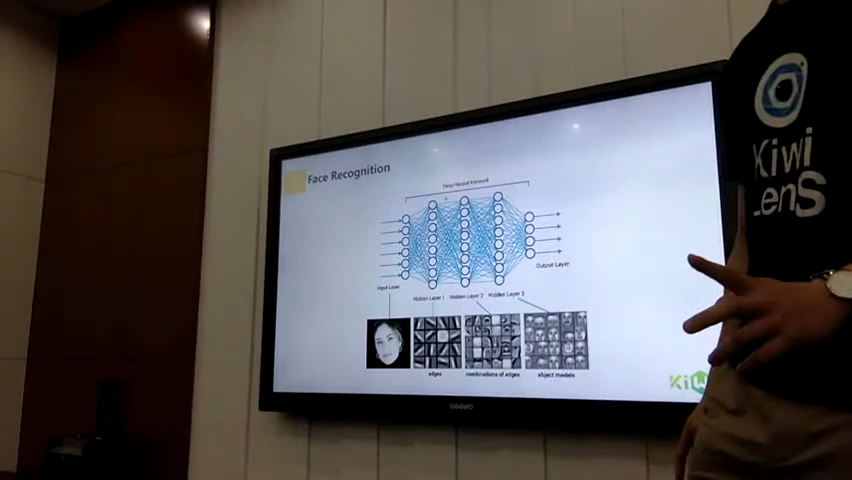 Face Recognition
Deep Neural Network
Input Layer
Hidden Layer 1
Hidden Layer 2
Hidden Layer 3
Output Layer
edges
combinations of edges
object models
Kiwi
LenS